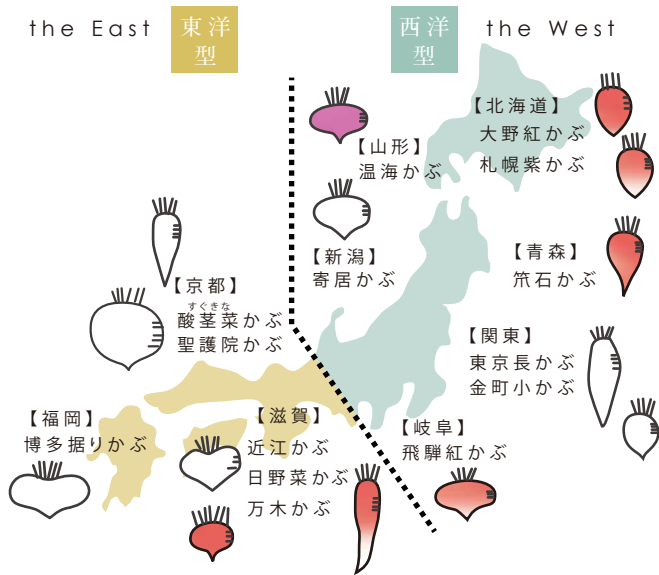 the East
東洋
型
西洋
型
the West
【北海道】
大野紅かぶ
札幌紫かぶ
【山形】
温海かぶ
【新潟】
寄居かぶ
【青森】
笊石かぶ
【京都】
すぐきな
酸茎菜かぶ
聖護院かぶ
【関東】
東京長かぶ
金町小かぶ
【福岡】
博多据りかぶ
【滋賀】
近江かぶ
日野菜かぶ
万木かぶ
【岐阜】
飛騨紅かぶ